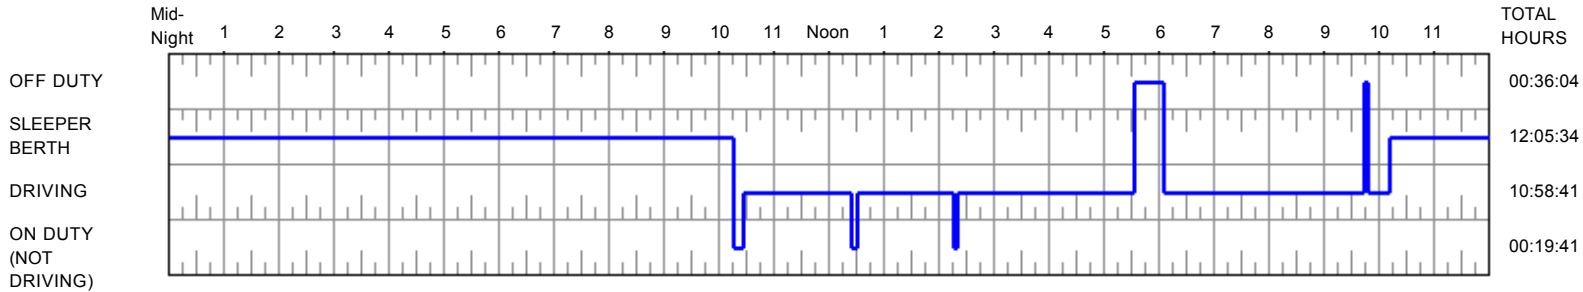 Mid-
Night 1 2 3 4 5 6 7 8 9 10 11 Noon 1 2 3 4 5 6 7 8 9 10 11
TOTAL
HOURS
OFF DUTY 00:36:04
SLEEPER
BERTH 12:05:34
DRIVING 10:58:41
ON DUTY
(NOT
DRIVING) 00:19:41